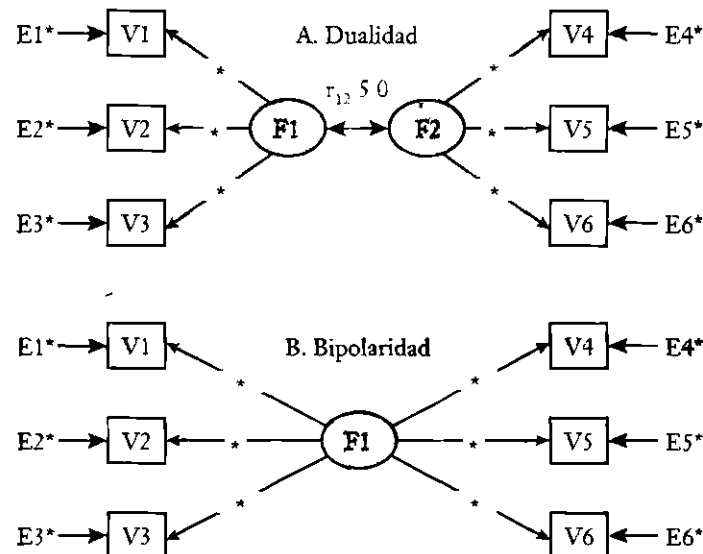 A. Dualidad
E1* V1 V4 E4*
* *
r12 5 0
E2* V2 * F1 F2 * V5 E5*
* *
E3* V3 V6 E6*
B. Bipolaridad
E1* V1 V4 E4*
* *
E2* V2 * F1 * V5 E5*
* *
E3* V3 V6 E6*